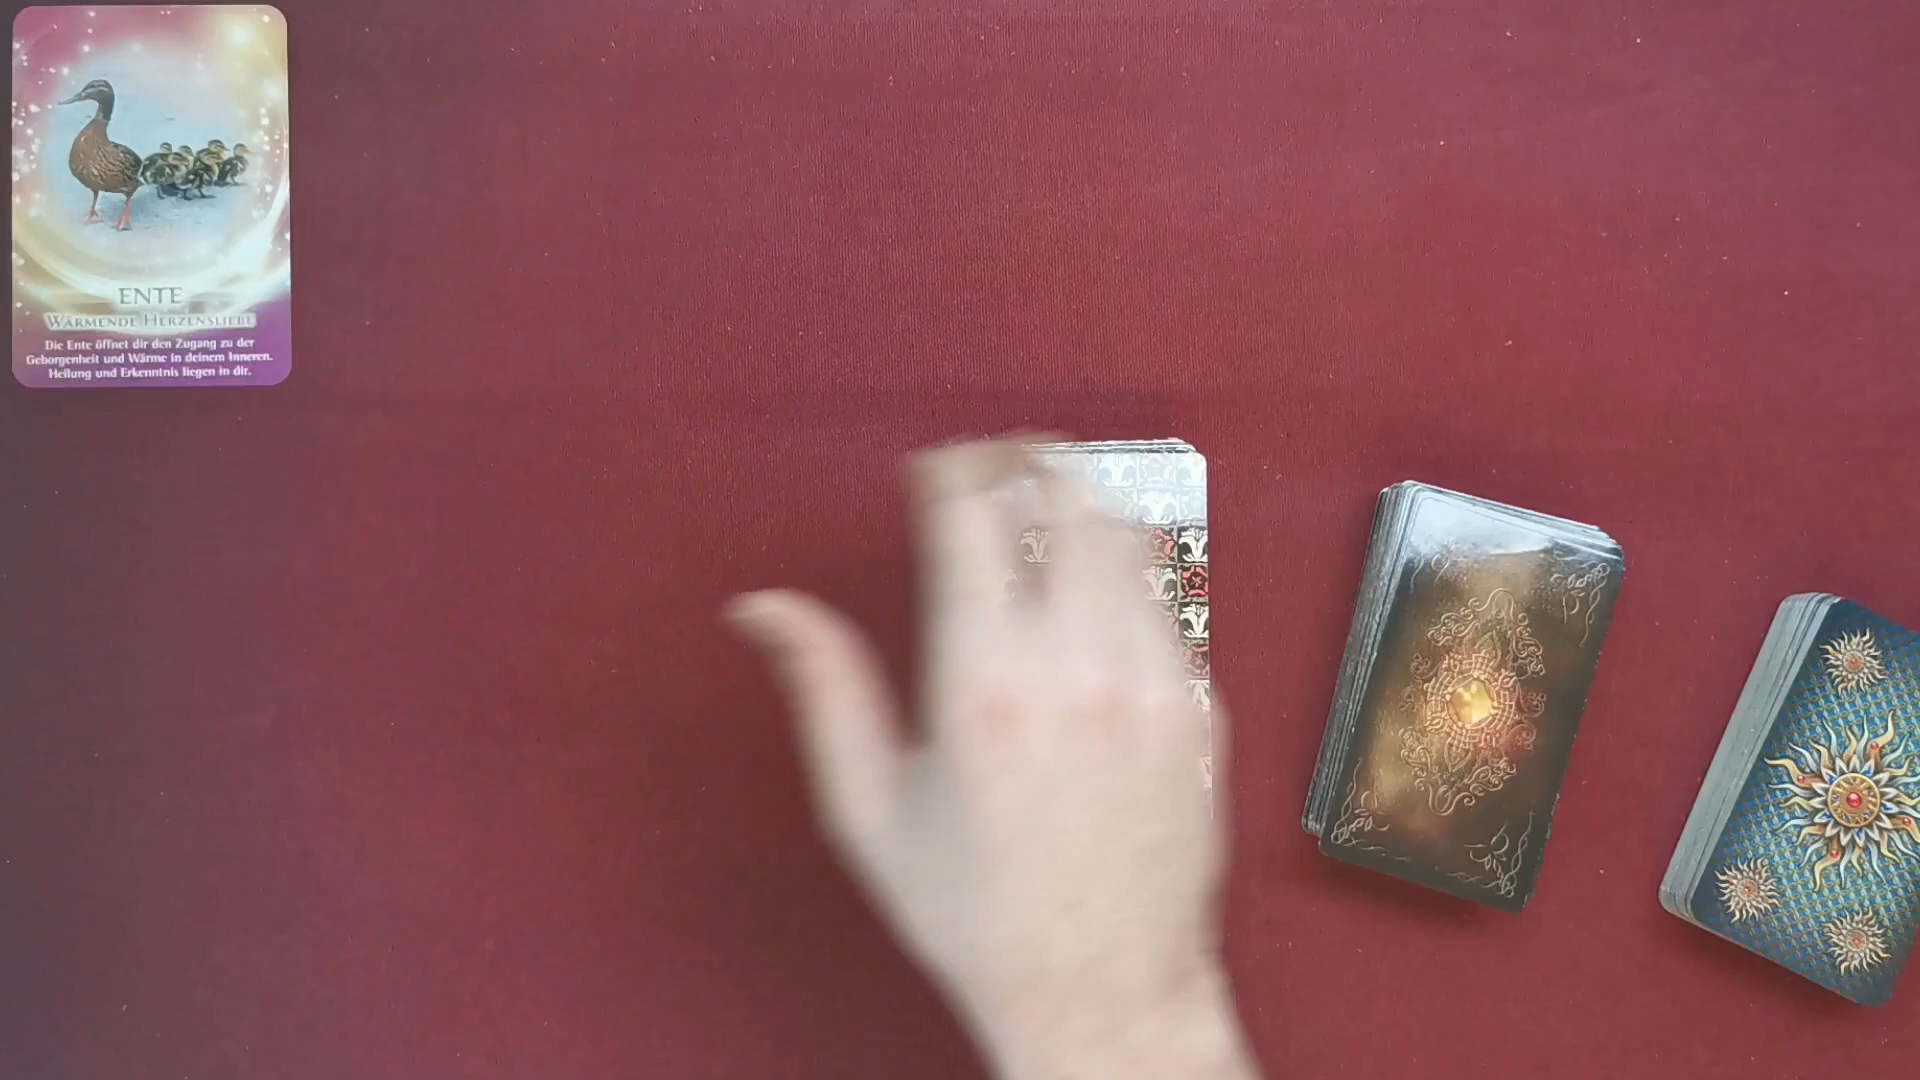 ENTE
WÄRMENDE HERZENSLIEBE
Die Ente öffnet dir den Zugang zu der
Geborgenheit und Wärme in deinem Inneren.
Heilung und Erkenntnis liegen in dir.